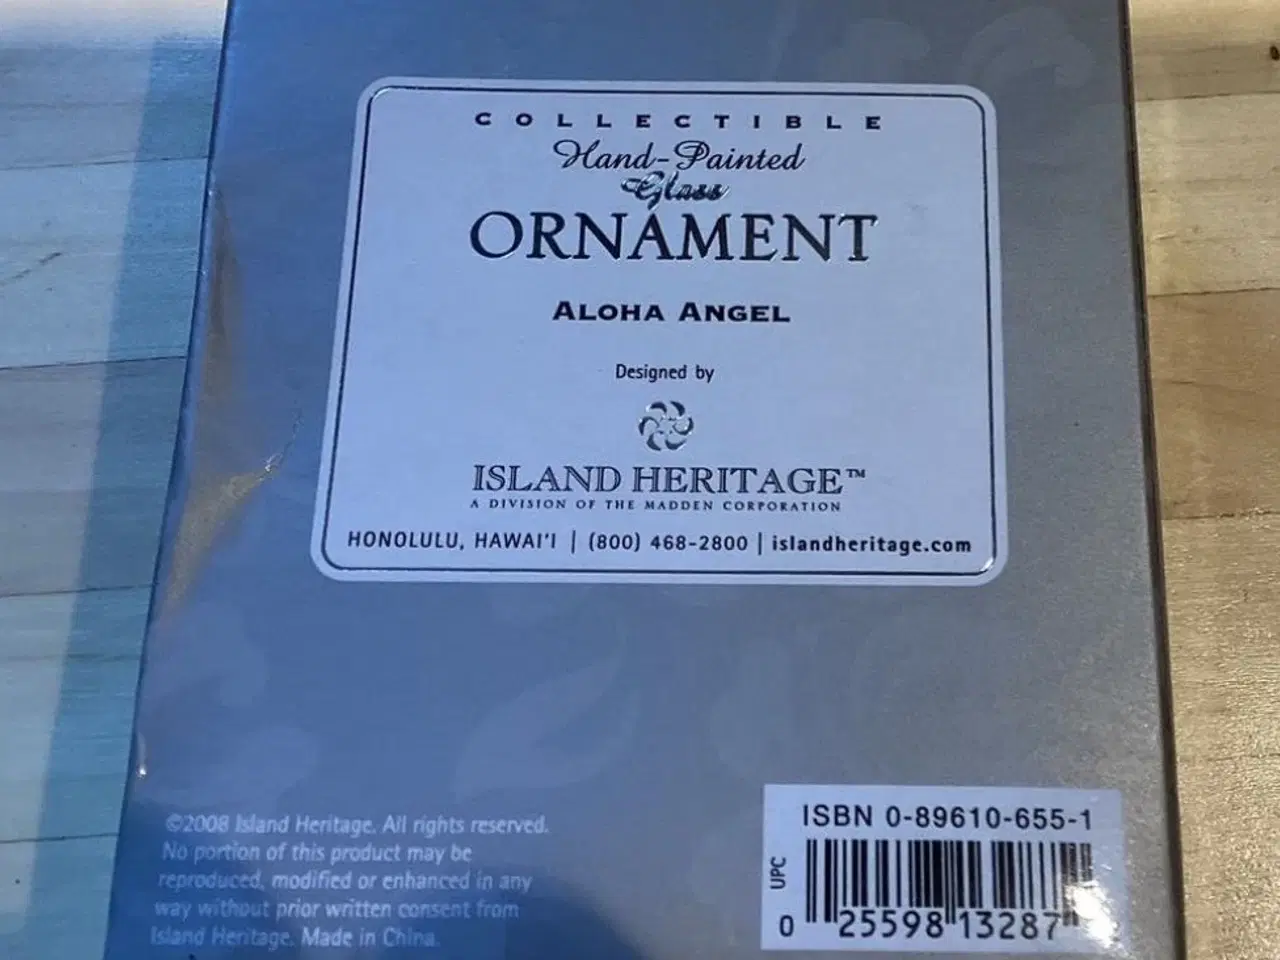 COLLECTIBLE
Hand-Painted
Glass
ORNAMENT
ALOHA ANGEL
Designed by
ISLAND HERITAGE™
A DIVISION OF THE MADDEN CORPORATION
HONOLULU, HAWAI'I | (800) 468-2800 | islandheritage.com
©2008 Island Heritage. All rights reserved.
No portion of this product may be
reproduced, modified or enhanced in any
way without prior written consent from
Island Heritage. Made in China.
ISBN 0-89610-655-1
UPC
0 25598 13287